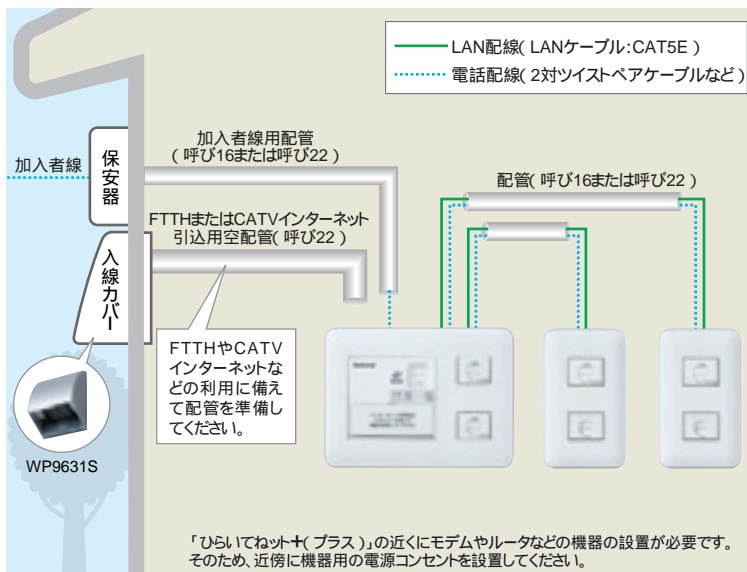 LAN配線( LANケーブル:CAT5E )
電話配線( 2対ツイストペアケーブルなど)
加入者線
保安器
加入者線用配管
( 呼び16または呼び22 )
配管( 呼び16または呼び22 )
FTTHまたはCATVインターネット
引込用空配管( 呼び22 )
入線カバー
FTTHやCATV
インターネットな
どの利用に備え
て配管を準備し
てください。
WP9631S
「ひらいてねット+( プラス )」の近くにモデムやルータなどの機器の設置が必要です。
そのため、近傍に機器用の電源コンセントを設置してください。